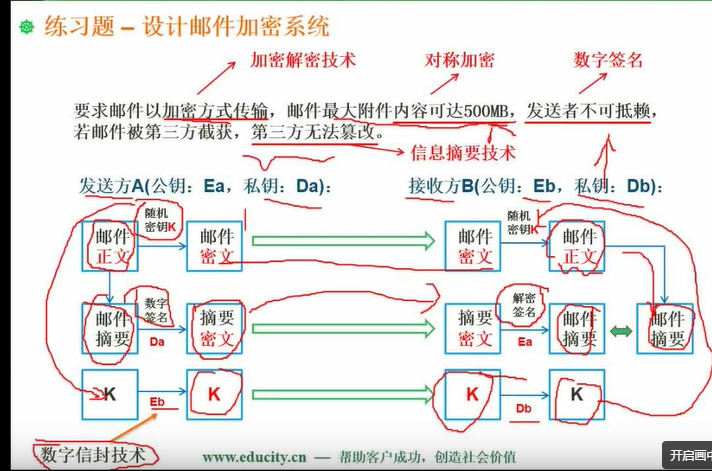 练习题 – 设计邮件加密系统
加密解密技术 对称加密 数字签名
要求邮件以加密方式传输，邮件最大附件内容可达500MB，发送者不可抵赖，
若邮件被第三方截获，第三方无法篡改。
信息摘要技术
发送方A(公钥：Ea，私钥：Da)： 接收方B(公钥：Eb，私钥：Db)：
随机
密钥K
邮件
正文
邮件
密文
邮件
密文
随机
密钥K
邮件
正文
邮件
摘要
数字
签名
Da
摘要
密文
邮件
密文
解密
签名
Ea
邮件
摘要
邮件
摘要
K
Eb
K
K
Db
K
数字信封技术
www.educity.cn — 帮助客户成功，创造社会价值
开启画中